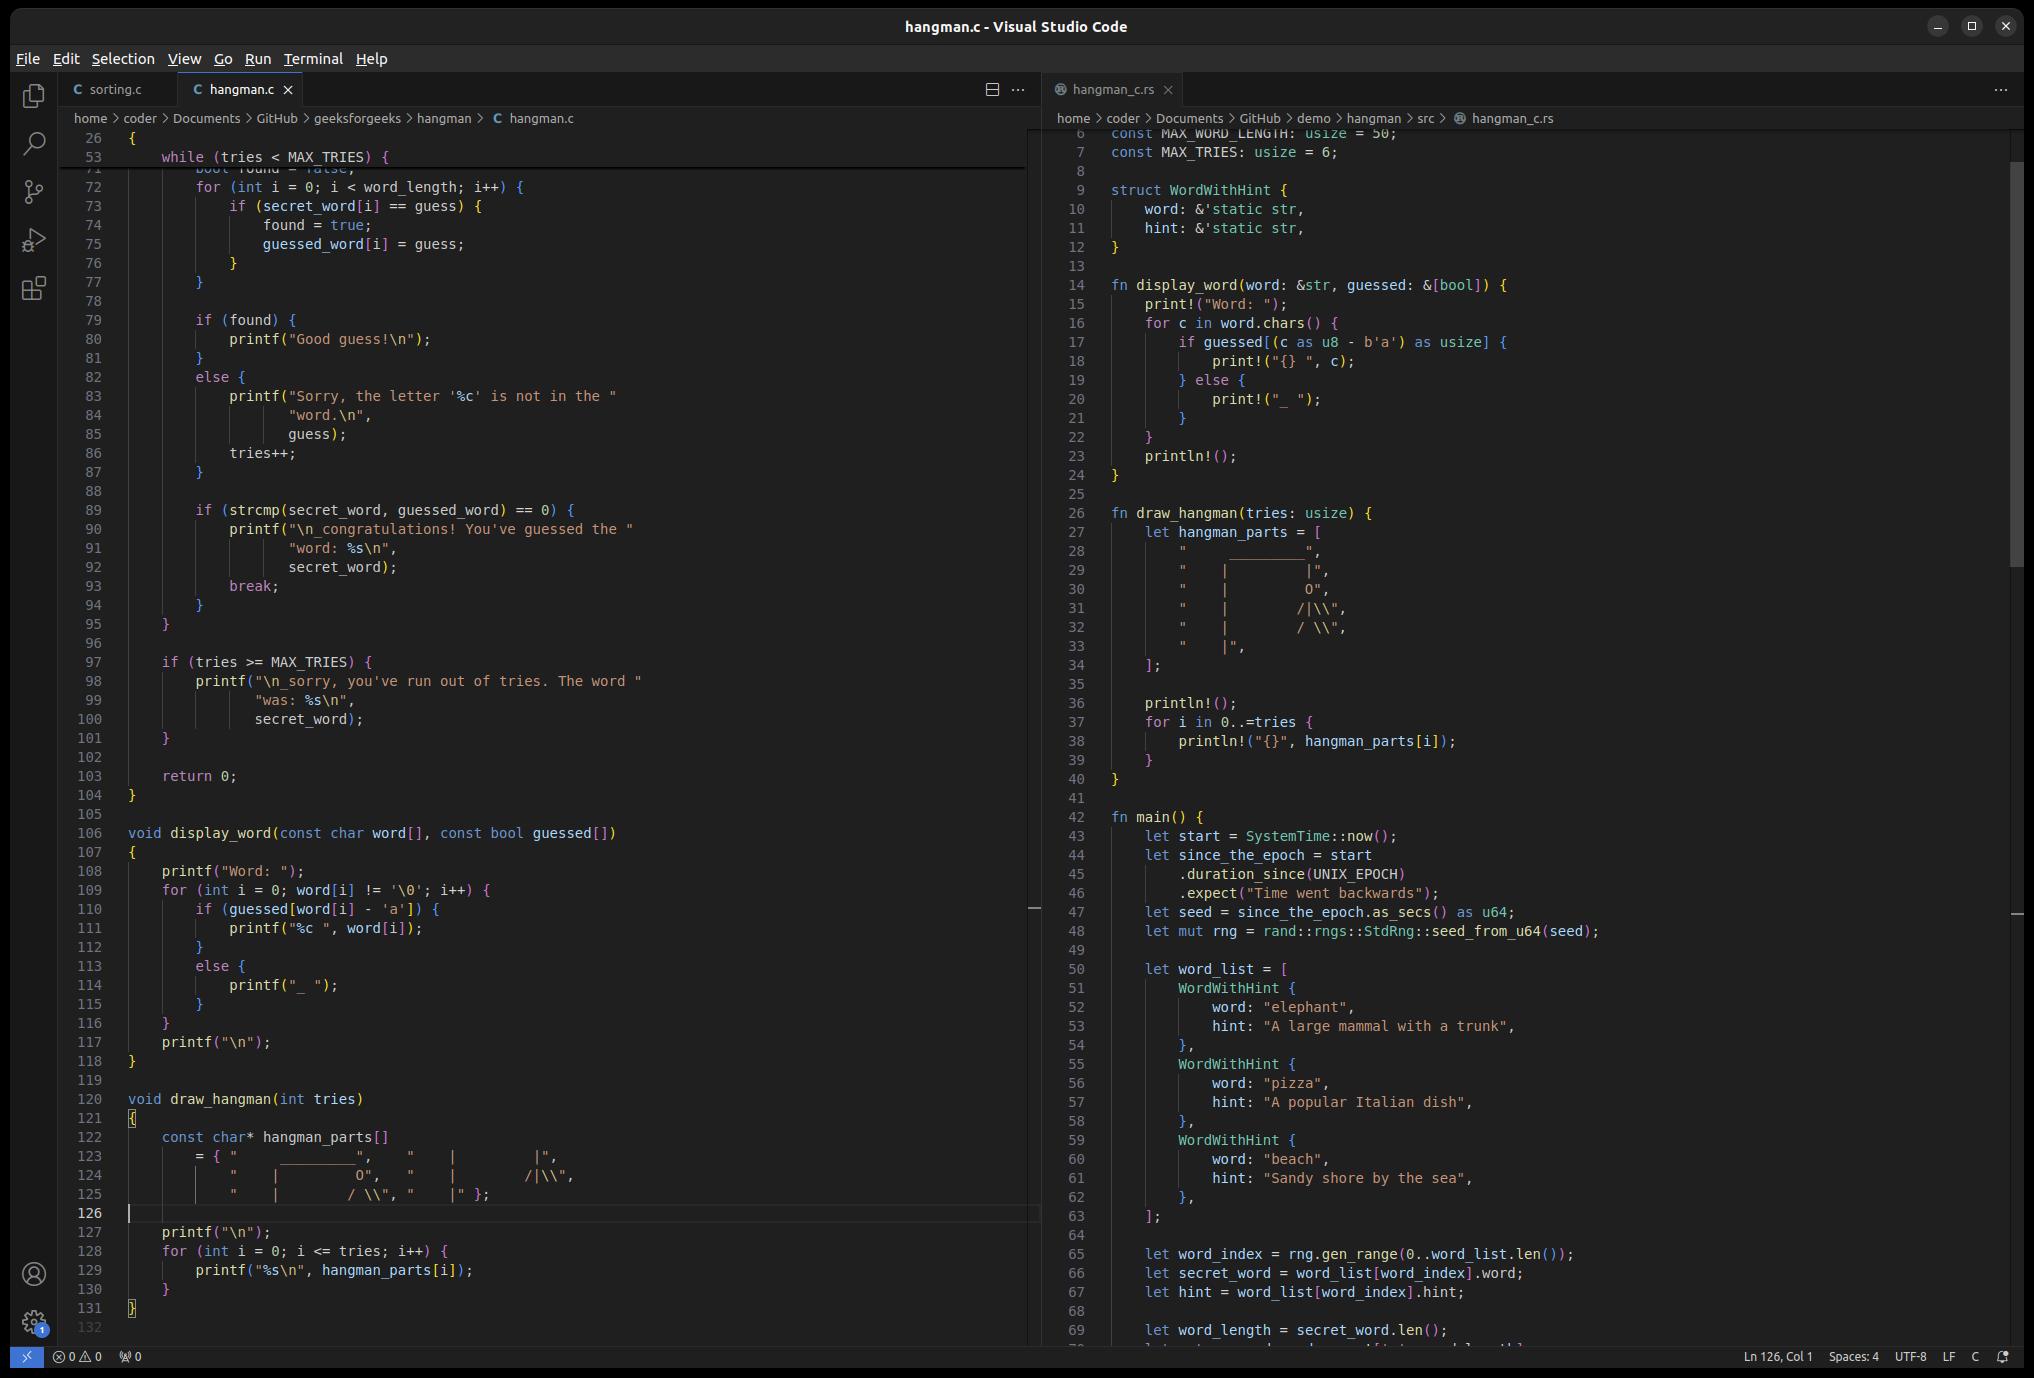 hangman.c - Visual Studio Code
File Edit Selection View Go Run Terminal Help
C sorting.c C hangman.c
home > coder > Documents > GitHub > geeksforgeeks > hangman > C hangman.c
26 {
53     while (tries < MAX_TRIES) {
71         bool found = false;
72         for (int i = 0; i < word_length; i++) {
73             if (secret_word[i] == guess) {
74                 found = true;
75                 guessed_word[i] = guess;
76             }
77         }
78
79         if (found) {
80             printf("Good guess!\n");
81         }
82         else {
83             printf("Sorry, the letter '%c' is not in the "
84                    "word.\n",
85                    guess);
86             tries++;
87         }
88
89         if (strcmp(secret_word, guessed_word) == 0) {
90             printf("\n_congratulations! You've guessed the "
91                    "word: %s\n",
92                    secret_word);
93             break;
94         }
95     }
96
97     if (tries >= MAX_TRIES) {
98         printf("\n_sorry, you've run out of tries. The word "
99                "was: %s\n",
100               secret_word);
101     }
102
103     return 0;
104 }
105
106 void display_word(const char word[], const bool guessed[])
107 {
108     printf("Word: ");
109     for (int i = 0; word[i] != '\0'; i++) {
110         if (guessed[word[i] - 'a']) {
111             printf("%c ", word[i]);
112         }
113         else {
114             printf("_ ");
115         }
116     }
117     printf("\n");
118 }
119
120 void draw_hangman(int tries)
121 {
122     const char* hangman_parts[]
123         = { "     _________",    "    |         |",
124             "    |         O",   "    |        /|\\",
125             "    |        / \\", "    |" };
126
127     printf("\n");
128     for (int i = 0; i <= tries; i++) {
129         printf("%s\n", hangman_parts[i]);
130     }
131 }
132
hangman_c.rs
home > coder > Documents > GitHub > demo > hangman > src > hangman_c.rs
6 const MAX_WORD_LENGTH: usize = 50;
7 const MAX_TRIES: usize = 6;
8
9 struct WordWithHint {
10     word: &'static str,
11     hint: &'static str,
12 }
13
14 fn display_word(word: &str, guessed: &[bool]) {
15     print!("Word: ");
16     for c in word.chars() {
17         if guessed[(c as u8 - b'a') as usize] {
18             print!("{} ", c);
19         } else {
20             print!("_ ");
21         }
22     }
23     println!();
24 }
25
26 fn draw_hangman(tries: usize) {
27     let hangman_parts = [
28         "     _________",
29         "    |         |",
30         "    |         O",
31         "    |        /|\\",
32         "    |        / \\",
33         "    |",
34     ];
35
36     println!();
37     for i in 0..=tries {
38         println!("{}", hangman_parts[i]);
39     }
40 }
41
42 fn main() {
43     let start = SystemTime::now();
44     let since_the_epoch = start
45         .duration_since(UNIX_EPOCH)
46         .expect("Time went backwards");
47     let seed = since_the_epoch.as_secs() as u64;
48     let mut rng = rand::rngs::StdRng::seed_from_u64(seed);
49
50     let word_list = [
51         WordWithHint {
52             word: "elephant",
53             hint: "A large mammal with a trunk",
54         },
55         WordWithHint {
56             word: "pizza",
57             hint: "A popular Italian dish",
58         },
59         WordWithHint {
60             word: "beach",
61             hint: "Sandy shore by the sea",
62         },
63     ];
64
65     let word_index = rng.gen_range(0..word_list.len());
66     let secret_word = word_list[word_index].word;
67     let hint = word_list[word_index].hint;
68
69     let word_length = secret_word.len();
1
0 0 0
Ln 126, Col 1 Spaces: 4 UTF-8 LF C